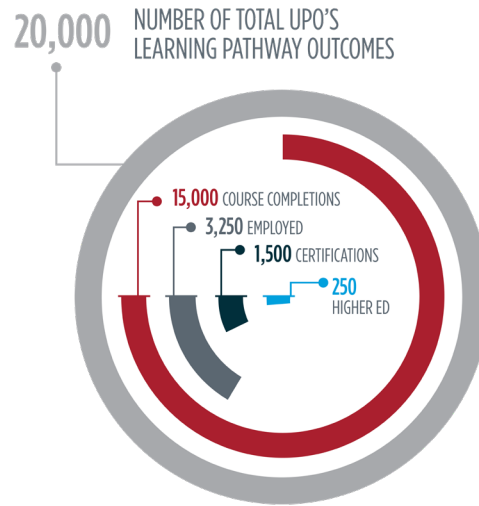 20,000 NUMBER OF TOTAL UPO'S
LEARNING PATHWAY OUTCOMES
15,000 COURSE COMPLETIONS
3,250 EMPLOYED
1,500 CERTIFICATIONS
250
HIGHER ED